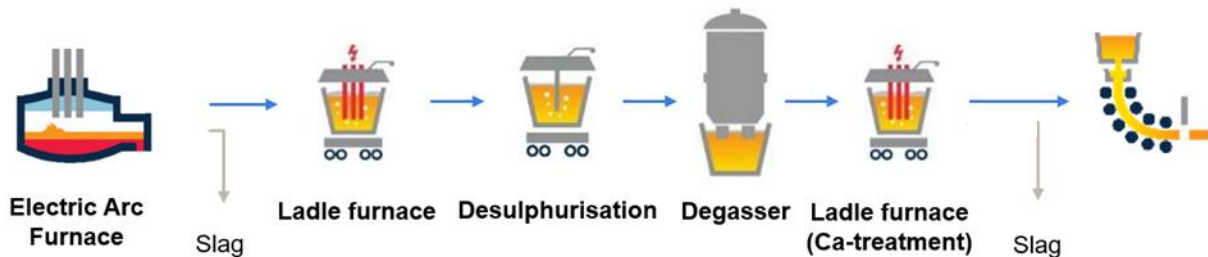 Electric Arc
Furnace
Slag
Ladle furnace
Desulphurisation
Degasser
Ladle furnace
(Ca-treatment)
Slag